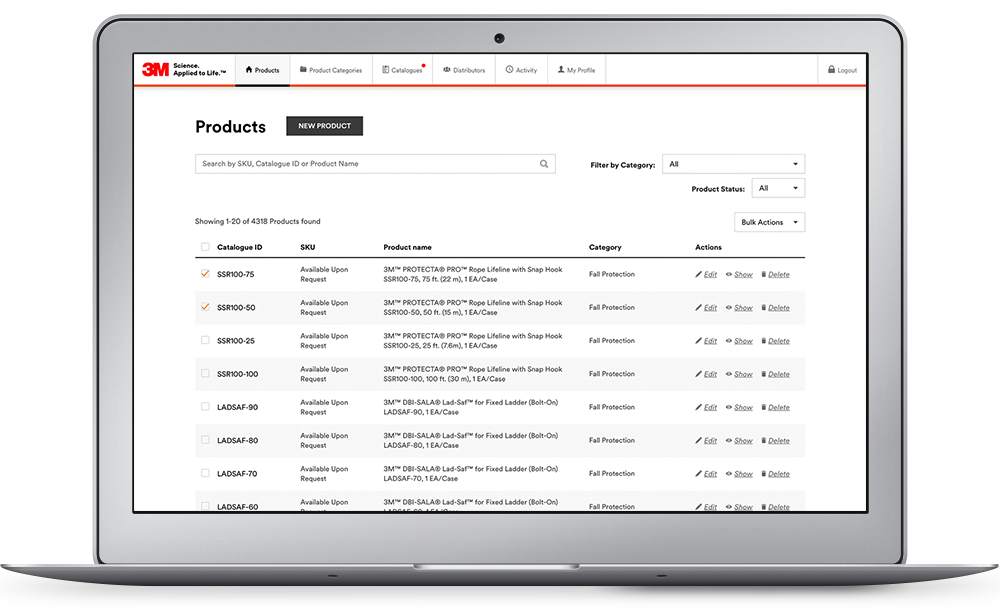 3M Science.
Applied to Life.™
Products
Product Categories
Catalogues
Distributors
Activity
My Profile
Logout
Products
NEW PRODUCT
Search by SKU, Catalogue ID or Product Name
Filter by Category: All
Product Status: All
Showing 1-20 of 4318 Products found
Bulk Actions
Catalogue ID SKU Product name Category Actions
SSR100-75 Available Upon Request 3M™ PROTECTA® PRO™ Rope Lifeline with Snap Hook
SSR100-75, 75 ft. (22 m), 1 EA/Case Fall Protection Edit Show Delete
SSR100-50 Available Upon Request 3M™ PROTECTA® PRO™ Rope Lifeline with Snap Hook
SSR100-50, 50 ft. (15 m), 1 EA/Case Fall Protection Edit Show Delete
SSR100-25 Available Upon Request 3M™ PROTECTA® PRO™ Rope Lifeline with Snap Hook
SSR100-25, 25 ft. (7.6m), 1 EA/Case Fall Protection Edit Show Delete
SSR100-100 Available Upon Request 3M™ PROTECTA® PRO™ Rope Lifeline with Snap Hook
SSR100-100, 100 ft. (30 m), 1 EA/Case Fall Protection Edit Show Delete
LADSAF-90 Available Upon Request 3M™ DBI-SALA® Lad-Saf™ for Fixed Ladder (Bolt-On)
LADSAF-90, 1 EA/Case Fall Protection Edit Show Delete
LADSAF-80 Available Upon Request 3M™ DBI-SALA® Lad-Saf™ for Fixed Ladder (Bolt-On)
LADSAF-80, 1 EA/Case Fall Protection Edit Show Delete
LADSAF-70 Available Upon Request 3M™ DBI-SALA® Lad-Saf™ for Fixed Ladder (Bolt-On)
LADSAF-70, 1 EA/Case Fall Protection Edit Show Delete
LADSAF-60 Available Upon 3M™ DBI-SALA® Lad-Saf™ for Fixed Ladder (Bolt-On)
Fall Protection Edit Show Delete